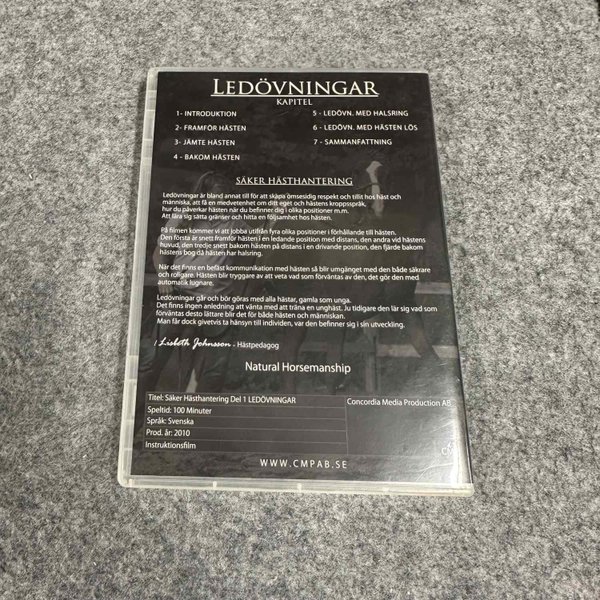 LEDÖVNINGAR
KAPITEL
1- INTRODUKTION
2- FRAMFÖR HÄSTEN
3- JÄMTE HÄSTEN
4 - BAKOM HÄSTEN
5 - LEDÖVN. MED HALSRING
6 - LEDÖVN. MED HÄSTEN LÖS
7 - SAMMANFATTNING
SÄKER HÄSTHANTERING
Ledövningar är bland annat till för att skapa ömsesidig respekt och tillit hos häst och
människa, att få en medvetenhet om ditt eget och hästens kroppsspråk,
hur du påverkar hästen när du befinner dig i olika positioner m.m.
Att lära sig sätta gränser och hitta en följsamhet hos hästen.
På filmen kommer vi att jobba utifrån fyra olika positioner i förhållande till hästen.
Den första är snett framför hästen i en ledande position med distans, den andra vid hästens
huvud, den tredje snett bakom hästen på distans i en drivande position, den fjärde bakom
hästens bog då hästen har halsring.
När det finns en befäst kommunikation med hästen så blir umgänget med den både säkrare
och roligare. Hästen blir tryggare av att veta vad som förväntas av den, det gör den med
automatik lugnare.
Ledövningar går och bör göras med alla hästar, gamla som unga.
Det finns ingen anledning att vänta med att träna en unghäst. Ju tidigare den lär sig vad som
förväntas desto lättare blir det för både hästen och människan.
Man får dock givetvis ta hänsyn till individen, var den befinner sig i sin utveckling.
/ Lisbeth Johnsson - Hästpedagog
Natural Horsemanship
Titel: Säker Hästhantering Del 1 LEDÖVNINGAR
Speltid: 100 Minuter
Språk: Svenska
Prod. år: 2010
Instruktionsfilm
Concordia Media Production AB
WWW.CMPAB.SE